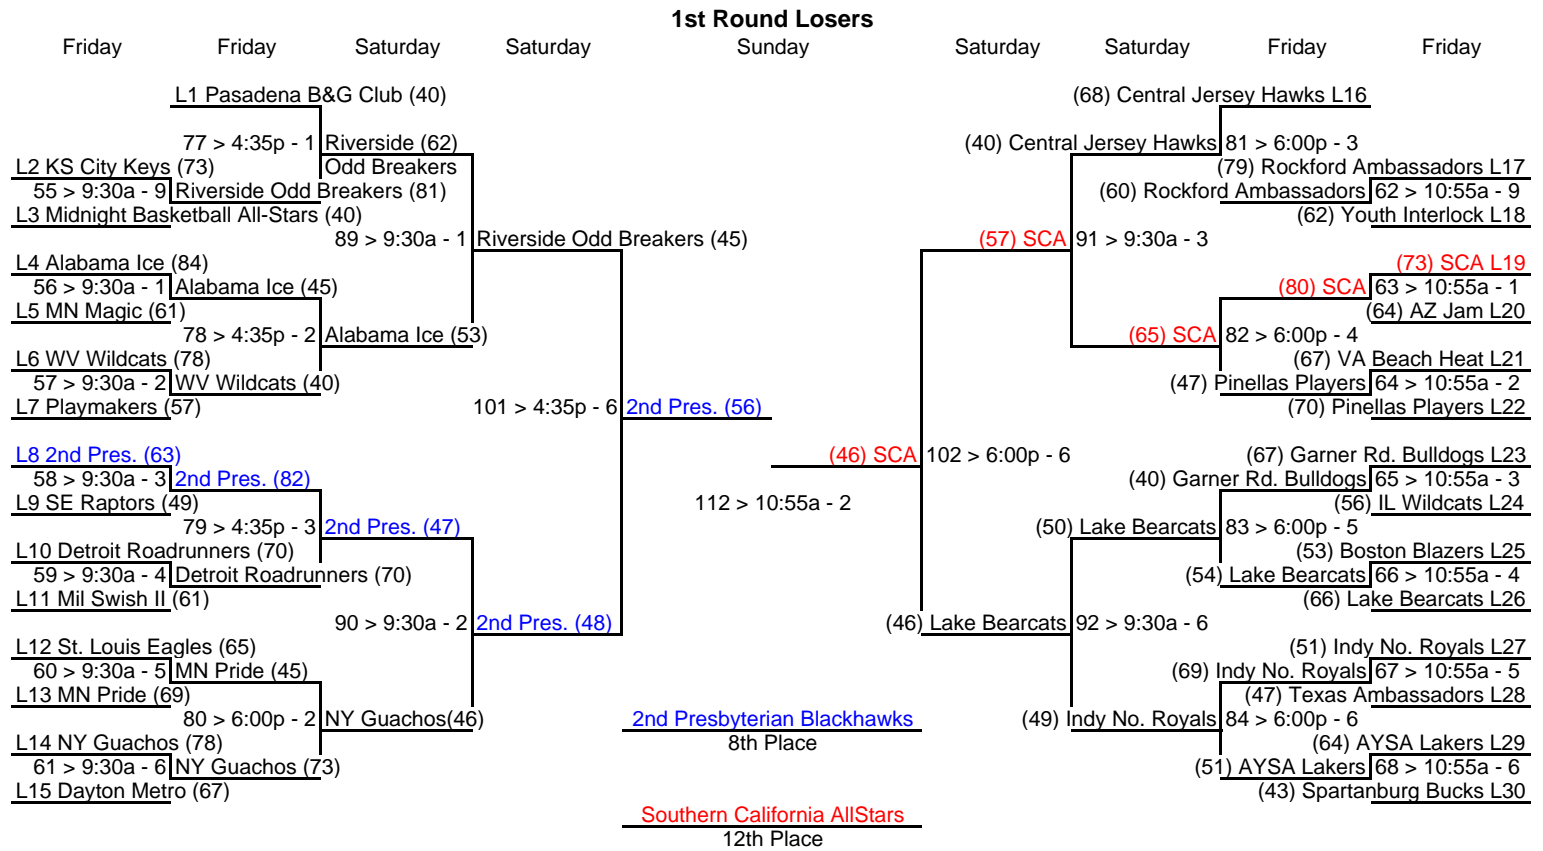 1st Round Losers
Friday Friday Saturday Saturday Sunday Saturday Saturday Friday Friday
L1 Pasadena B&G Club (40) (68) Central Jersey Hawks L16
77 > 4:35p - 1 Riverside (62) (40) Central Jersey Hawks 81 > 6:00p - 3
L2 KS City Keys (73) Odd Breakers (79) Rockford Ambassadors L17
55 > 9:30a - 9 Riverside Odd Breakers (81) (60) Rockford Ambassadors 62 > 10:55a - 9
L3 Midnight Basketball All-Stars (40) (62) Youth Interlock L18
89 > 9:30a - 1 Riverside Odd Breakers (45) (57) SCA 91 > 9:30a - 3
L4 Alabama Ice (84) (73) SCA L19
56 > 9:30a - 1 Alabama Ice (45) (80) SCA 63 > 10:55a - 1
L5 MN Magic (61) (64) AZ Jam L20
78 > 4:35p - 2 Alabama Ice (53) (65) SCA 82 > 6:00p - 4
L6 WV Wildcats (78) (67) VA Beach Heat L21
57 > 9:30a - 2 WV Wildcats (40) (47) Pinellas Players 64 > 10:55a - 2
L7 Playmakers (57) 101 > 4:35p - 6 2nd Pres. (56) (70) Pinellas Players L22
L8 2nd Pres. (63) (46) SCA 102 > 6:00p - 6 (67) Garner Rd. Bulldogs L23
58 > 9:30a - 3 2nd Pres. (82) (40) Garner Rd. Bulldogs 65 > 10:55a - 3
L9 SE Raptors (49) 112 > 10:55a - 2 (56) IL Wildcats L24
79 > 4:35p - 3 2nd Pres. (47) (50) Lake Bearcats 83 > 6:00p - 5
L10 Detroit Roadrunners (70) (53) Boston Blazers L25
59 > 9:30a - 4 Detroit Roadrunners (70) (54) Lake Bearcats 66 > 10:55a - 4
L11 Mil Swish II (61) (66) Lake Bearcats L26
90 > 9:30a - 2 2nd Pres. (48) (46) Lake Bearcats 92 > 9:30a - 6
L12 St. Louis Eagles (65) (51) Indy No. Royals L27
60 > 9:30a - 5 MN Pride (45) (69) Indy No. Royals 67 > 10:55a - 5
L13 MN Pride (69) (47) Texas Ambassadors L28
80 > 6:00p - 2 NY Guachos(46) 2nd Presbyterian Blackhawks (49) Indy No. Royals 84 > 6:00p - 6
L14 NY Guachos (78) 8th Place (64) AYSA Lakers L29
61 > 9:30a - 6 NY Guachos (73) (51) AYSA Lakers 68 > 10:55a - 6
L15 Dayton Metro (67) (43) Spartanburg Bucks L30
Southern California AllStars
12th Place